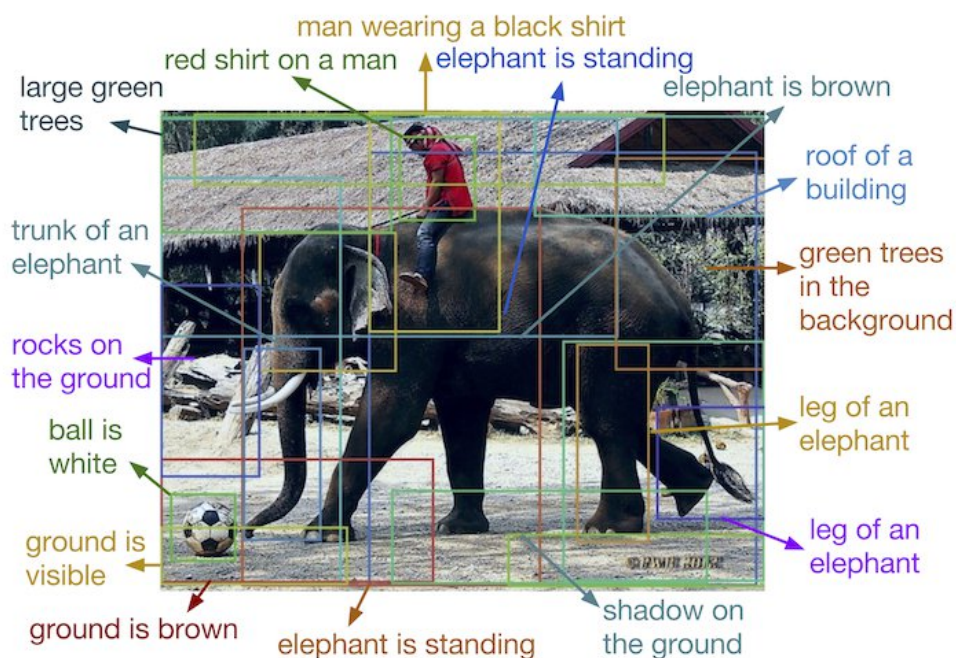 man wearing a black shirt
red shirt on a man
elephant is standing
large green
trees
elephant is brown
roof of a
building
trunk of an
elephant
green trees
in the
background
rocks on
the ground
ball is
white
leg of an
elephant
ground is
visible
leg of an
elephant
ground is brown
elephant is standing
shadow on
the ground